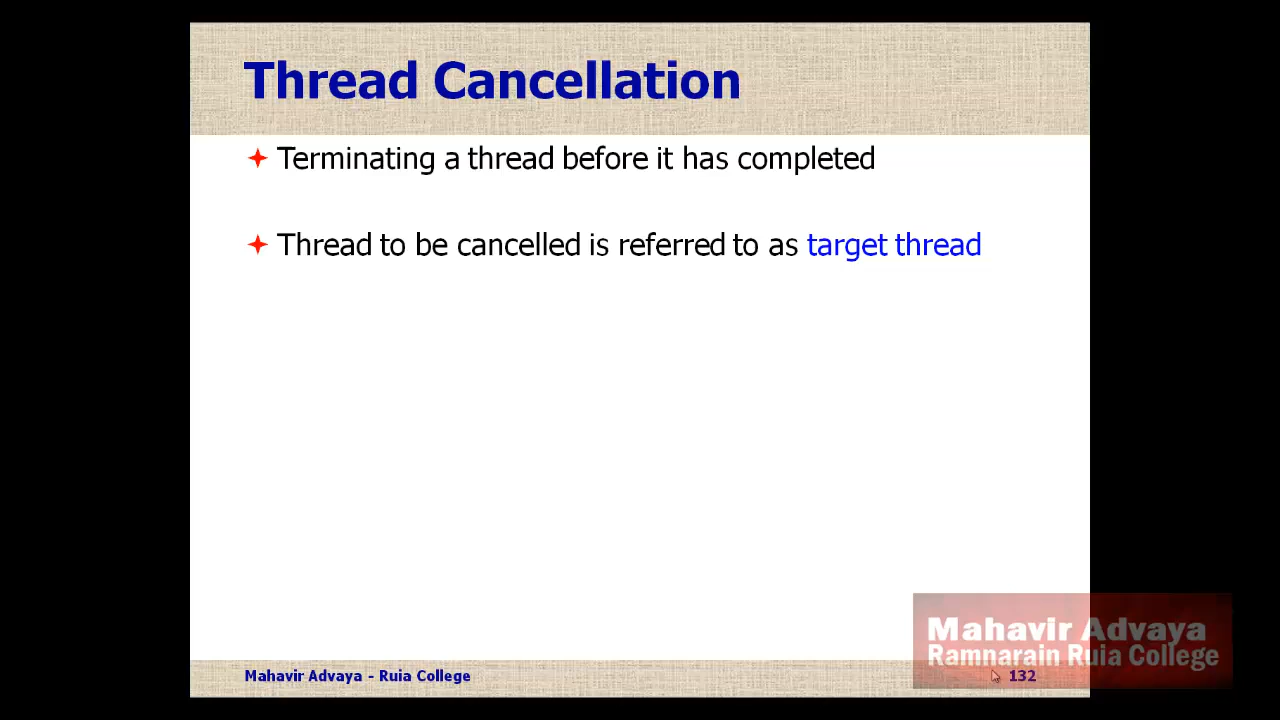 Thread Cancellation
Terminating a thread before it has completed
Thread to be cancelled is referred to as target thread
Mahavir Advaya
Ramnarain Ruia College
Mahavir Advaya - Ruia College
132